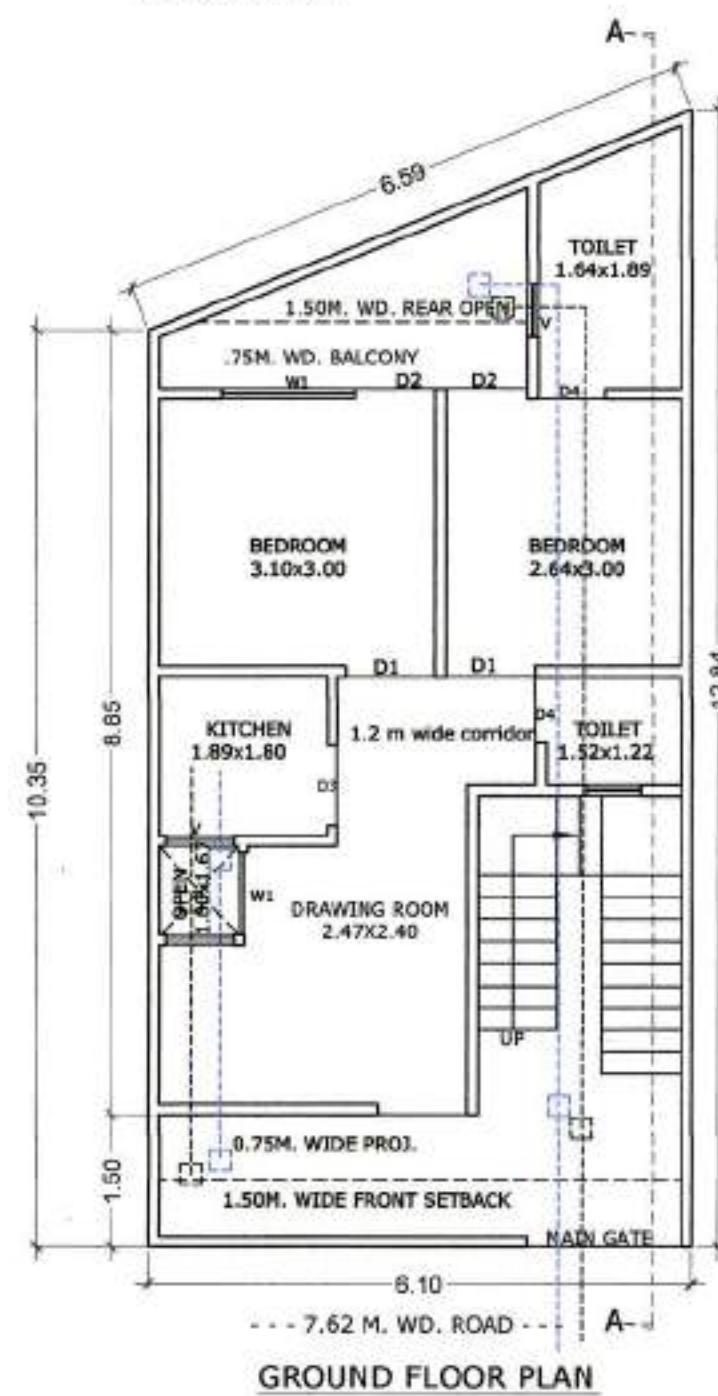 A
6.59
TOILET
1.64x1.89
1.50M. WD. REAR OPEN
V
.75M. WD. BALCONY
W1
D2
D2
D4
BEDROOM
3.10x3.00
BEDROOM
2.64x3.00
D1
D1
KITCHEN
1.89x1.80
1.2 m wide corridor
D4
TOILET
1.52x1.22
D3
8.85
10.35
V
OPEN
W1
DRAWING ROOM
2.47X2.40
UP
0.75M. WIDE PROJ.
1.50
1.50M. WIDE FRONT SETBACK
MAIN GATE
6.10
7.62 M. WD. ROAD
A
GROUND FLOOR PLAN